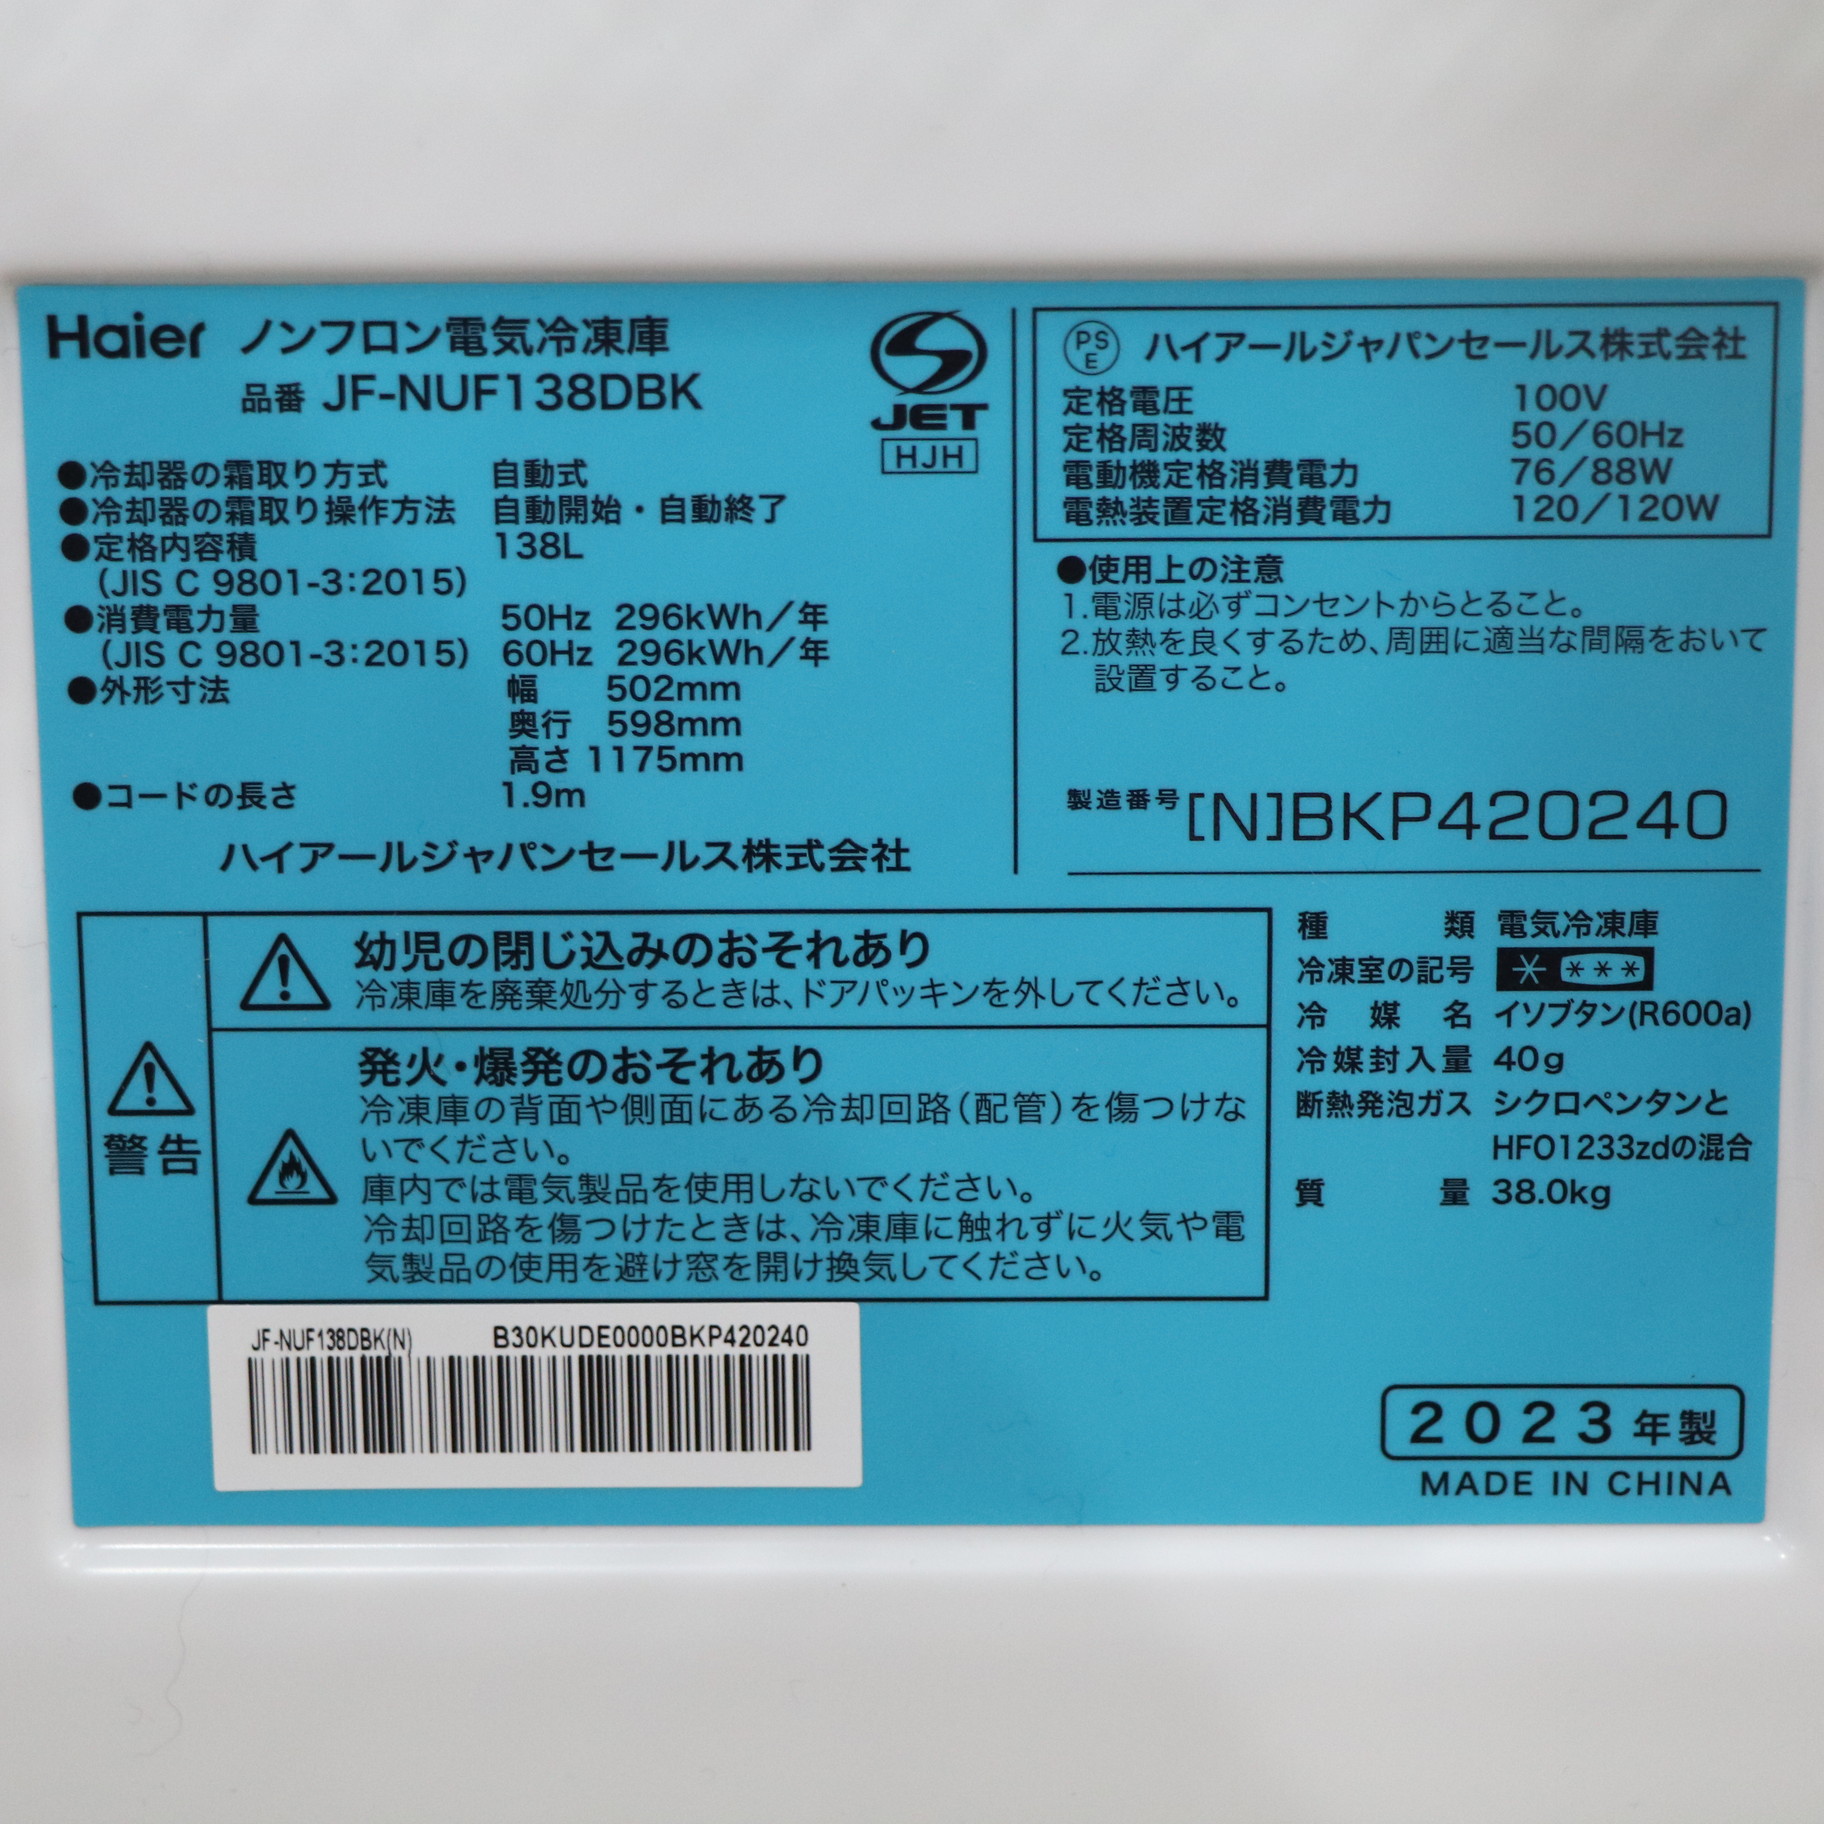 Haier ノンフロン電気冷凍庫
品番 JF-NUF138DBK
JET
HJH
●冷却器の霜取り方式 自動式
●冷却器の霜取り操作方法 自動開始・自動終了
●定格内容積 138L
(JIS C 9801-3:2015)
●消費電力量 50Hz 296kWh/年
(JIS C 9801-3:2015) 60Hz 296kWh/年
●外形寸法 幅 502mm
奥行 598mm
高さ 1175mm
●コードの長さ 1.9m
ハイアールジャパンセールス株式会社
PSE ハイアールジャパンセールス株式会社
定格電圧 100V
定格周波数 50/60Hz
電動機定格消費電力 76/88W
電熱装置定格消費電力 120/120W
●使用上の注意
1.電源は必ずコンセントからとること。
2.放熱を良くするため、周囲に適当な間隔をおいて
設置すること。
製造番号 [N]BKP420240
警告
幼児の閉じ込みのおそれあり
冷凍庫を廃棄処分するときは、ドアパッキンを外してください。
発火・爆発のおそれあり
冷凍庫の背面や側面にある冷却回路(配管)を傷つけな
いでください。
庫内では電気製品を使用しないでください。
冷却回路を傷つけたときは、冷凍庫に触れずに火気や電
気製品の使用を避け窓を開け換気してください。
種類 電気冷凍庫
冷凍室の記号 * ***
冷媒名 イソブタン(R600a)
冷媒封入量 40g
断熱発泡ガス シクロペンタンと
HFO1233zdの混合
質量 38.0kg
JF-NUF138DBK(N) B30KUDE0000BKP420240
2023年製
MADE IN CHINA